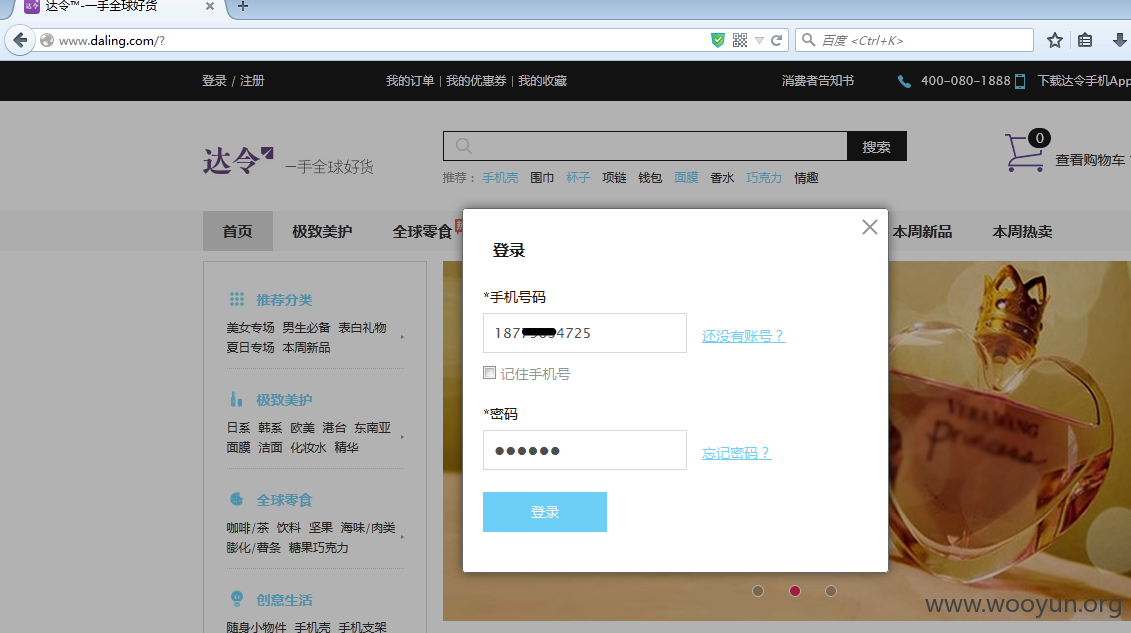 达令™-一手全球好货
www.daling.com/?
百度 <Ctrl+K>
登录 / 注册 我的订单 | 我的优惠券 | 我的收藏 消费者告知书 400-080-1888 下载达令手机App
达令 一手全球好货
搜索
0 查看购物车
推荐： 手机壳 围巾 杯子 项链 钱包 面膜 香水 巧克力 情趣
首页 极致美护 全球零食 本周新品 本周热卖
登录
*手机号码
187 4725 还没有账号？
记住手机号
*密码
●●●●●● 忘记密码？
登录
推荐分类
美女专场 男生必备 表白礼物
夏日专场 本周新品
极致美护
日系 韩系 欧美 港台 东南亚
面膜 洁面 化妆水 精华
全球零食
咖啡/茶 饮料 坚果 海味/肉类
膨化/薯条 糖果巧克力
创意生活
随身小物件 手机壳 手机支架
VERA WANG
Princess
www.wooyun.org